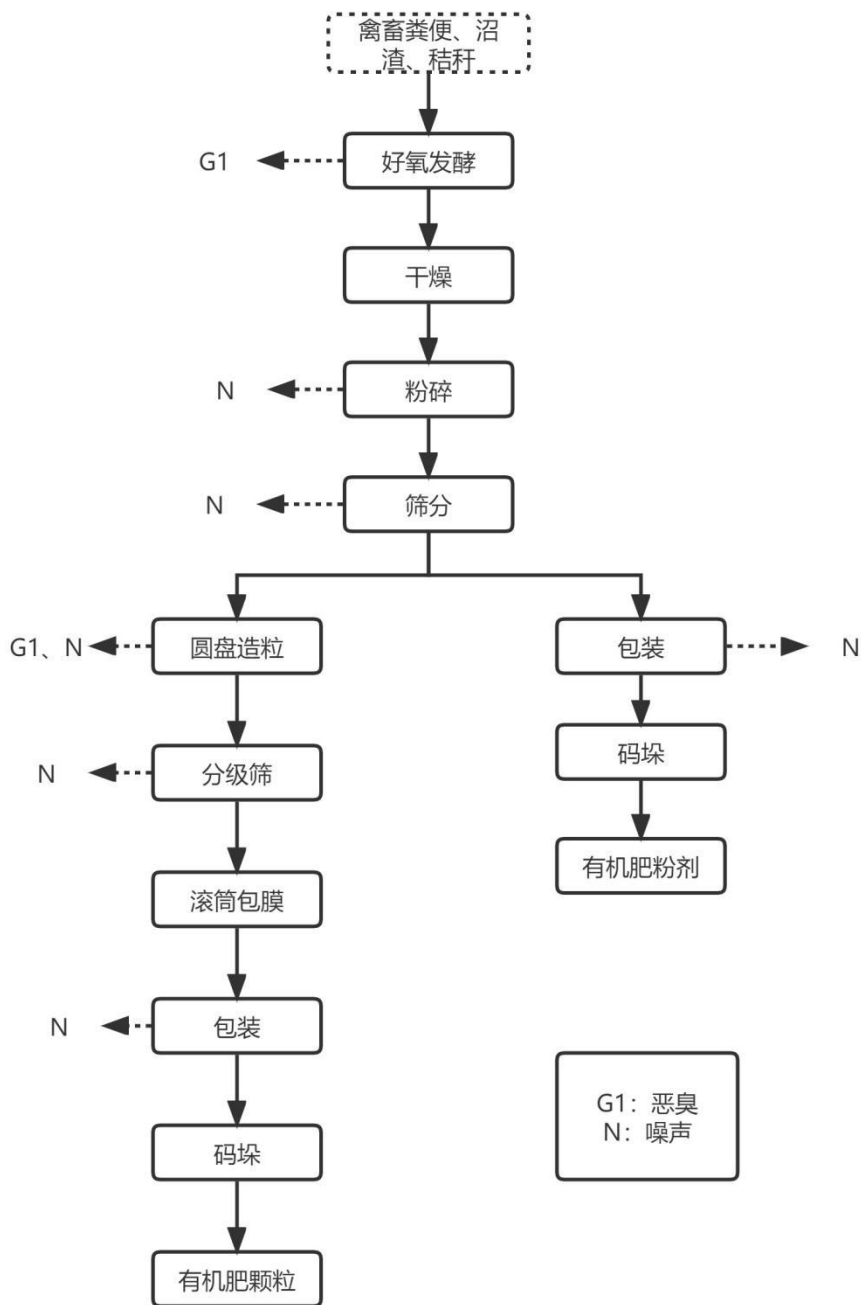 禽畜粪便、沼
渣、秸秆
G1
好氧发酵
干燥
N
粉碎
N
筛分
G1、N
圆盘造粒
包装
N
N
分级筛
码垛
滚筒包膜
有机肥粉剂
N
包装
G1：恶臭
N：噪声
码垛
有机肥颗粒